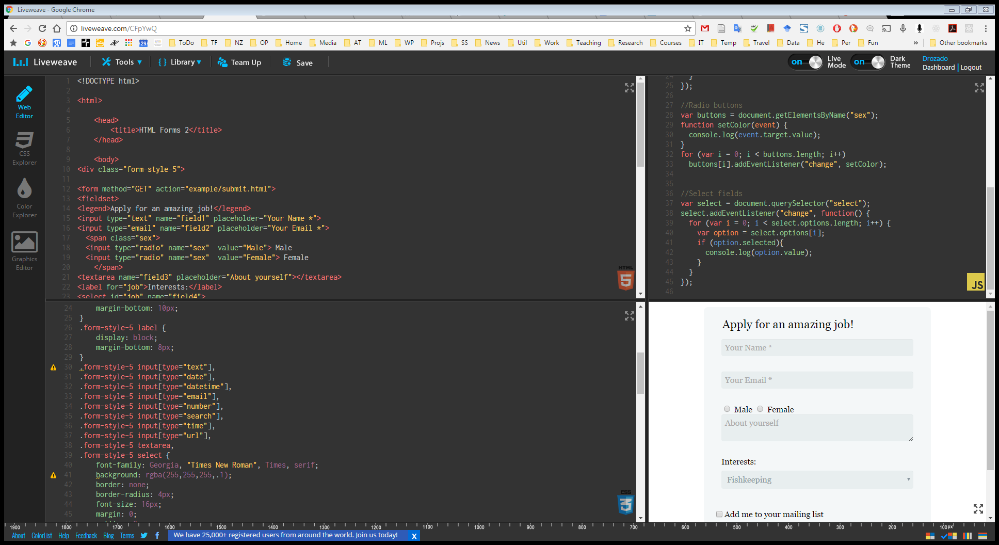 Liveweave - Google Chrome
liveweave.com/CFpYwQ
ToDo TF NZ OP Home Media AT ML WP Projs SS News Util Work Teaching Research Courses IT Temp Travel Data He Per Fun » Other bookmarks
Liveweave Tools Library Team Up Save
on Live Mode on Dark Theme
Drozado
Dashboard | Logout
Web
Editor
CSS
Explorer
Color
Explorer
Graphics
Editor
1 <!DOCTYPE html>
2
3 <html>
4
5 <head>
6 <title>HTML Forms 2</title>
7 </head>
8
9 <body>
10 <div class="form-style-5">
11
12 <form method="GET" action="example/submit.html">
13 <fieldset>
14 <legend>Apply for an amazing job!</legend>
15 <input type="text" name="field1" placeholder="Your Name *">
16 <input type="email" name="field2" placeholder="Your Email *">
17 <span class="sex">
18 <input type="radio" name="sex"  value="Male"> Male
19 <input type="radio" name="sex"  value="Female"> Female
20 </span>
21 <textarea name="field3" placeholder="About yourself"></textarea>
22 <label for="job">Interests:</label>
23 <select id="job" name="field4">
HTML
5
24 }
25 });
26
27 //Radio buttons
28 var buttons = document.getElementsByName("sex");
29 function setColor(event) {
30 console.log(event.target.value);
31 }
32 for (var i = 0; i < buttons.length; i++)
33 buttons[i].addEventListener("change", setColor);
34
35
36 //Select fields
37 var select = document.querySelector("select");
38 select.addEventListener("change", function() {
39 for (var i = 0; i < select.options.length; i++) {
40 var option = select.options[i];
41 if (option.selected){
42 console.log(option.value);
43 }
44 }
45 });
46
JS
24 margin-bottom: 10px;
25 }
26 .form-style-5 label {
27 display: block;
28 margin-bottom: 8px;
29 }
30 .form-style-5 input[type="text"],
31 .form-style-5 input[type="date"],
32 .form-style-5 input[type="datetime"],
33 .form-style-5 input[type="email"],
34 .form-style-5 input[type="number"],
35 .form-style-5 input[type="search"],
36 .form-style-5 input[type="time"],
37 .form-style-5 input[type="url"],
38 .form-style-5 textarea,
39 .form-style-5 select {
40 font-family: Georgia, "Times New Roman", Times, serif;
41 background: rgba(255,255,255,.1);
42 border: none;
43 border-radius: 4px;
44 font-size: 16px;
45 margin: 0;
CSS
3
Apply for an amazing job!
Your Name *
Your Email *
Male Female
About yourself
Interests:
Fishkeeping
Add me to your mailing list
1900 1800 1700 1600 1500 1400 1300 1200 1100 1000 900 800 700 600 500 400 300 200 100px
About ColorList Help Feedback Blog Terms
We have 25,000+ registered users from around the world. Join us today! X